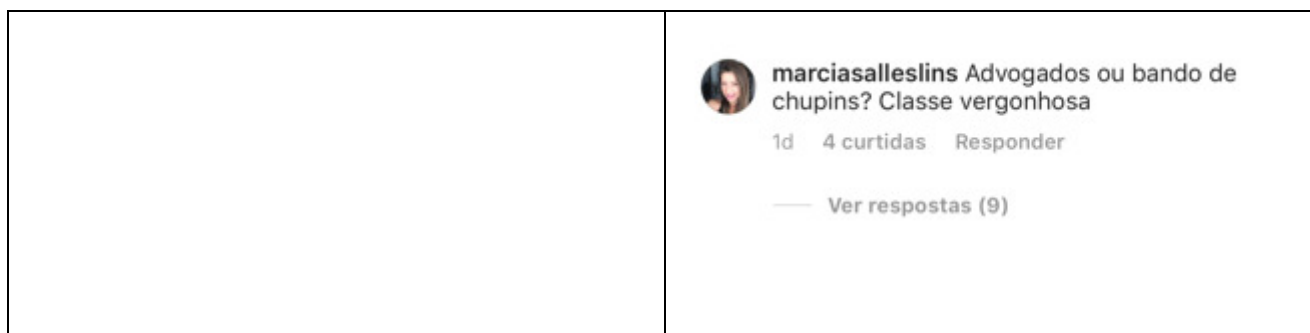 marciasalleslins Advogados ou bando de
chupins? Classe vergonhosa
1d 4 curtidas Responder
Ver respostas (9)